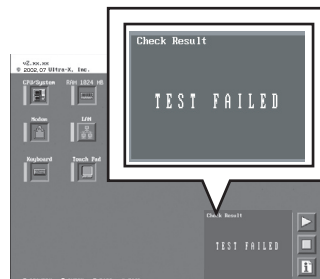 Check Result
TEST FAILED
v2.xx.xx
© 2002,07 Ultra-X, Inc.
CPU/System RAM 1024 MB
Modem LAN
Keyboard Touch Pad
Check Result
TEST FAILED